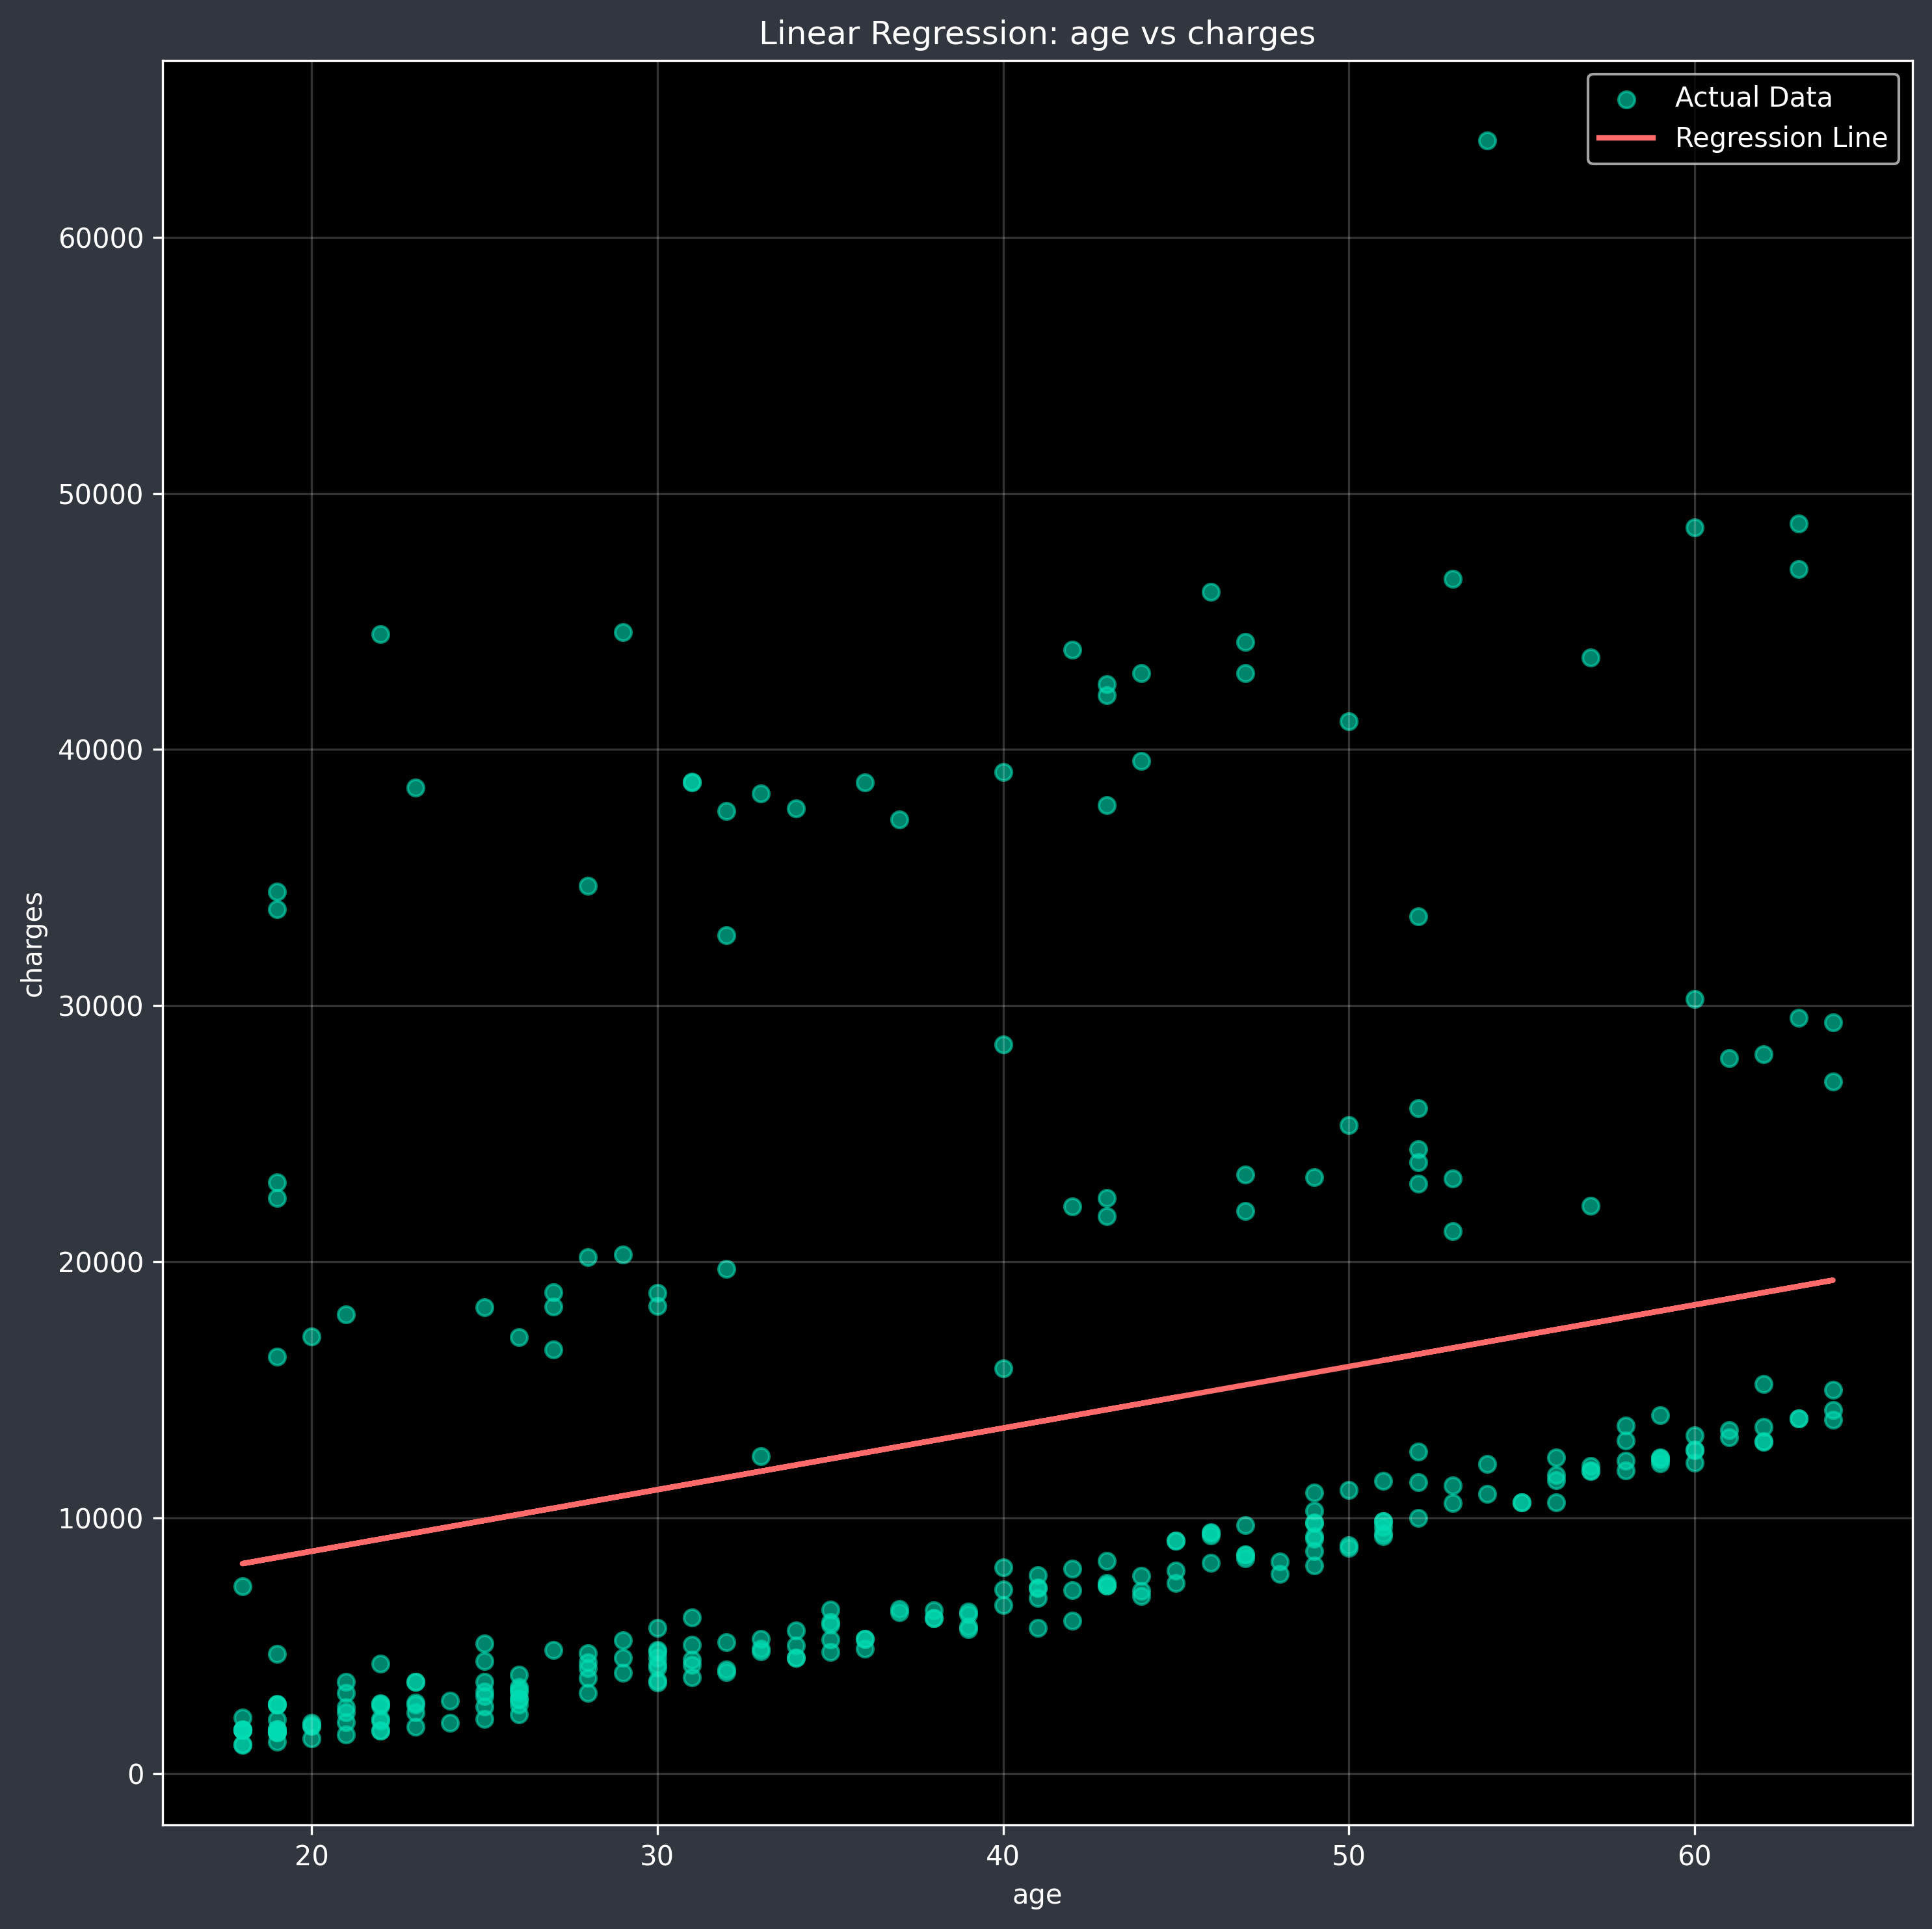 Linear Regression: age vs charges
Actual Data
Regression Line
60000
50000
40000
30000
20000
10000
0
charges
20 30 40 50 60
age